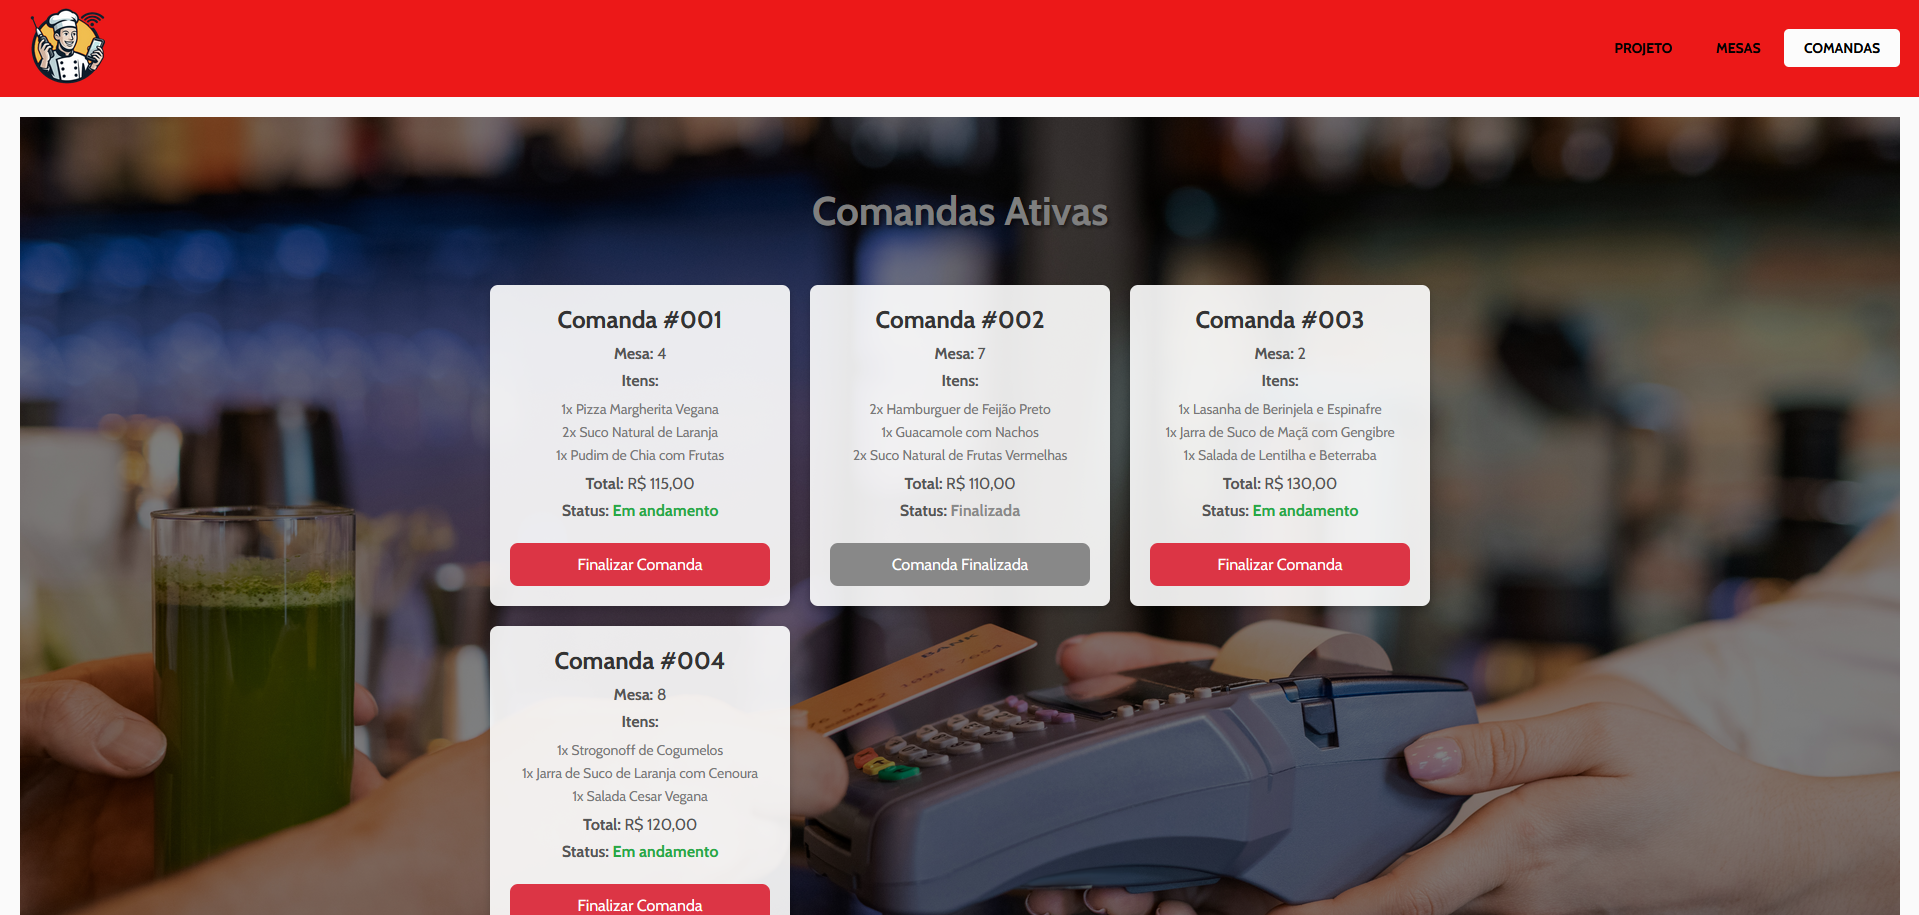 PROJETO
MESAS
COMANDAS
Comandas Ativas
Comanda #001
Mesa: 4
Itens:
1x Pizza Margherita Vegana
2x Suco Natural de Laranja
1x Pudim de Chia com Frutas
Total: R$ 115,00
Status: Em andamento
Finalizar Comanda
Comanda #002
Mesa: 7
Itens:
2x Hamburguer de Feijão Preto
1x Guacamole com Nachos
2x Suco Natural de Frutas Vermelhas
Total: R$ 110,00
Status: Finalizada
Comanda Finalizada
Comanda #003
Mesa: 2
Itens:
1x Lasanha de Berinjela e Espinafre
1x Jarra de Suco de Maçã com Gengibre
1x Salada de Lentilha e Beterraba
Total: R$ 130,00
Status: Em andamento
Finalizar Comanda
Comanda #004
Mesa: 8
Itens:
1x Strogonoff de Cogumelos
1x Jarra de Suco de Laranja com Cenoura
1x Salada Cesar Vegana
Total: R$ 120,00
Status: Em andamento
Finalizar Comanda
BANK